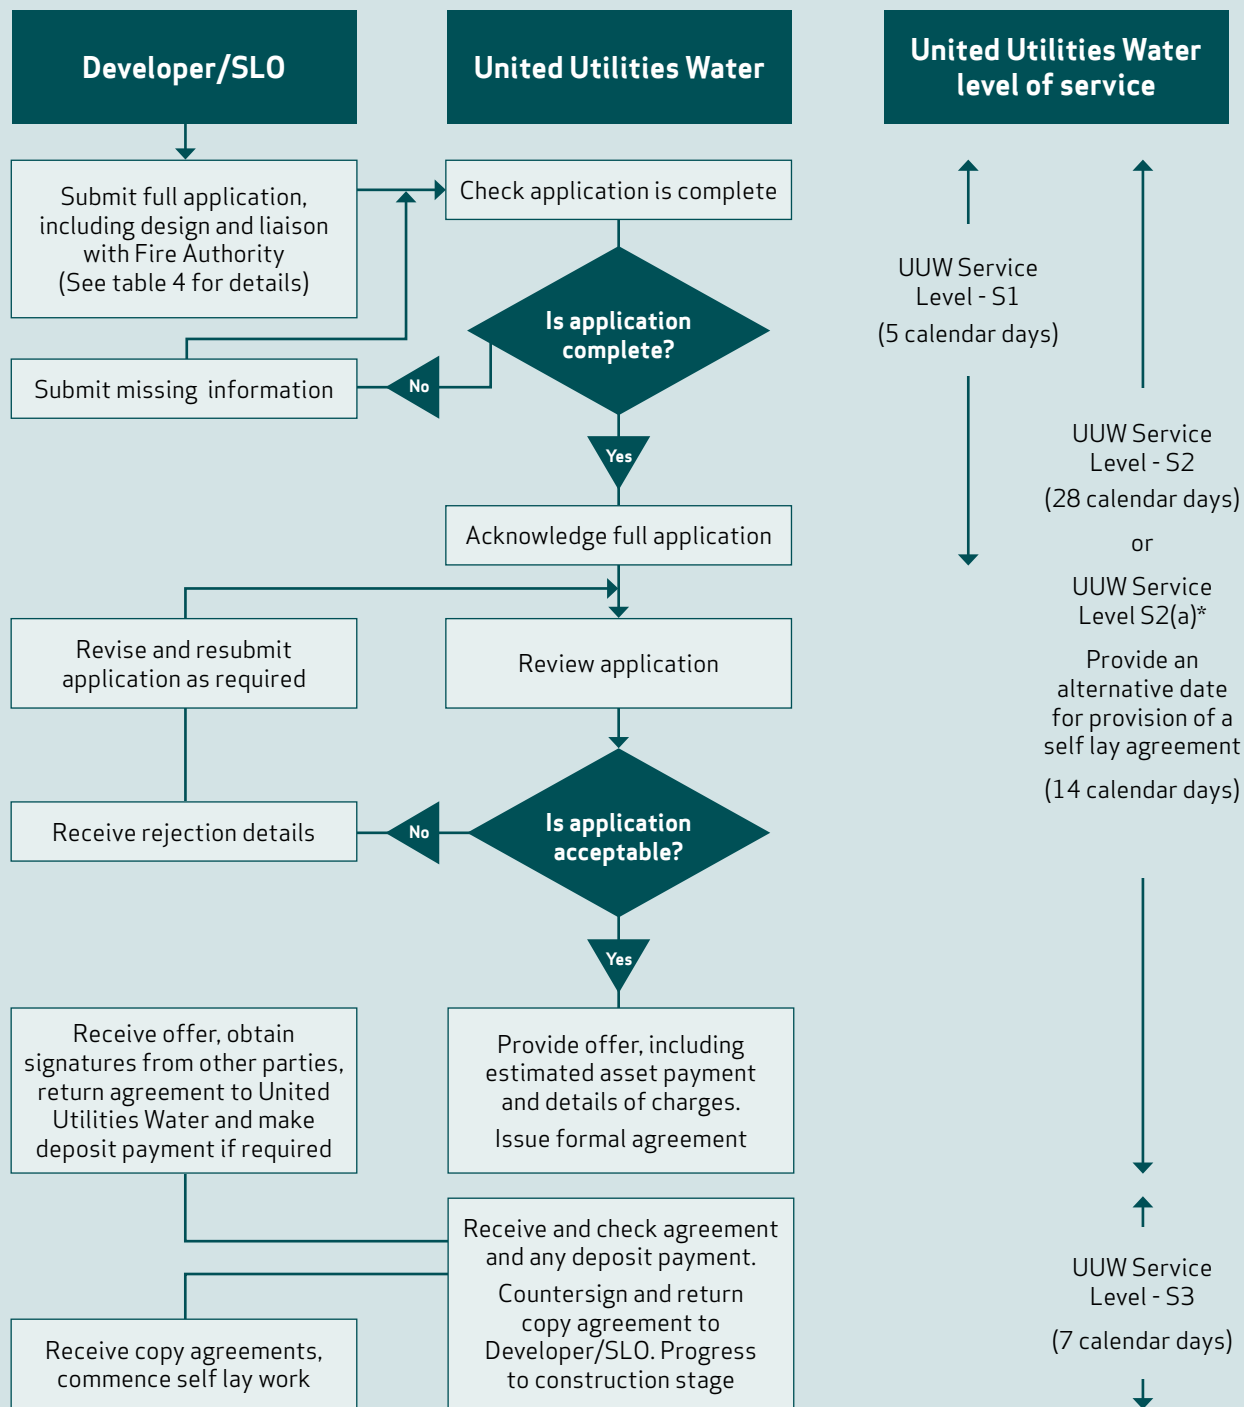 Developer/SLO
United Utilities Water
United Utilities Water
level of service
Submit full application,
including design and liaison
with Fire Authority
(See table 4 for details)
Check application is complete
Is application
complete?
No
Submit missing information
Yes
Acknowledge full application
Revise and resubmit
application as required
Review application
Is application
acceptable?
No
Receive rejection details
Yes
Receive offer, obtain
signatures from other parties,
return agreement to United
Utilities Water and make
deposit payment if required
Provide offer, including
estimated asset payment
and details of charges.
Issue formal agreement
Receive and check agreement
and any deposit payment.
Countersign and return
copy agreement to
Developer/SLO. Progress
to construction stage
Receive copy agreements,
commence self lay work
UUW Service
Level - S1
(5 calendar days)
UUW Service
Level - S2
(28 calendar days)
or
UUW Service
Level S2(a)*
Provide an
alternative date
for provision of a
self lay agreement
(14 calendar days)
UUW Service
Level - S3
(7 calendar days)